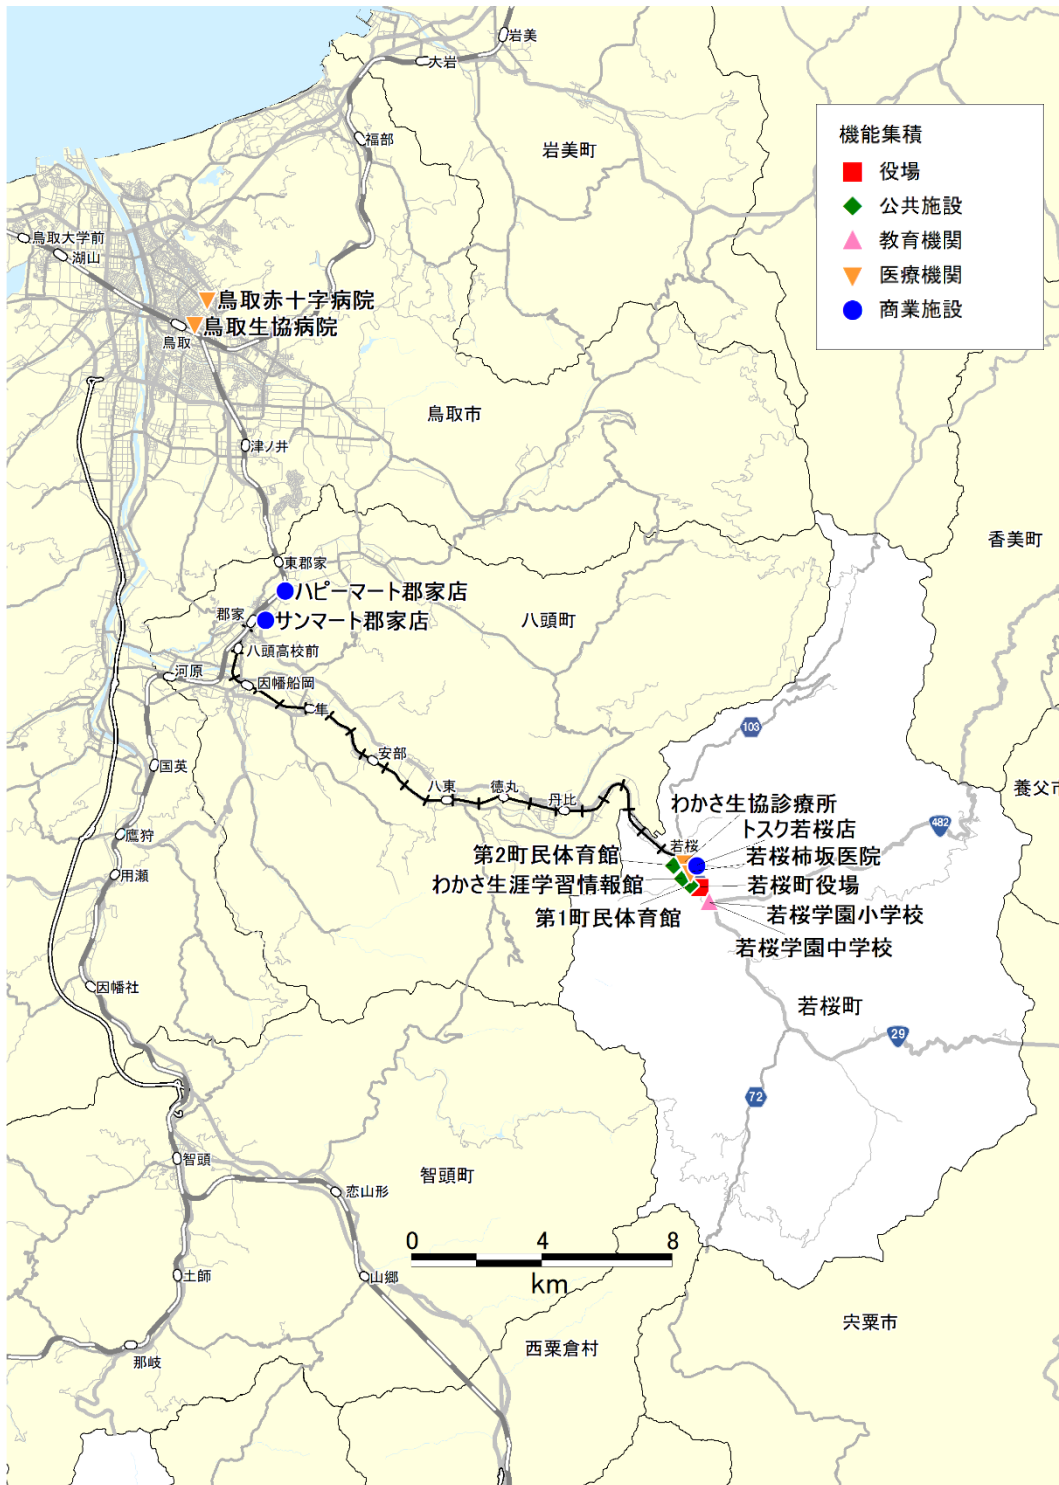 岩美
大岩
福部
岩美町
機能集積
役場
公共施設
教育機関
医療機関
商業施設
鳥取大学前
湖山
鳥取赤十字病院
鳥取生協病院
鳥取
鳥取市
津ノ井
香美町
東郡家
ハピーマート郡家店
郡家
サンマート郡家店
八頭町
八頭高校前
河原
因幡船岡
隼
103
安部
国英
養父市
八東
徳丸
丹比
わかさ生協診療所
482
トスク若桜店
鷹狩
若桜
第2町民体育館
若桜柿坂医院
用瀬
わかさ生涯学習情報館
若桜町役場
第1町民体育館
若桜学園小学校
若桜学園中学校
因幡社
若桜町
29
72
智頭
智頭町
恋山形
0 4 8
km
土師
山郷
宍粟市
西粟倉村
那岐